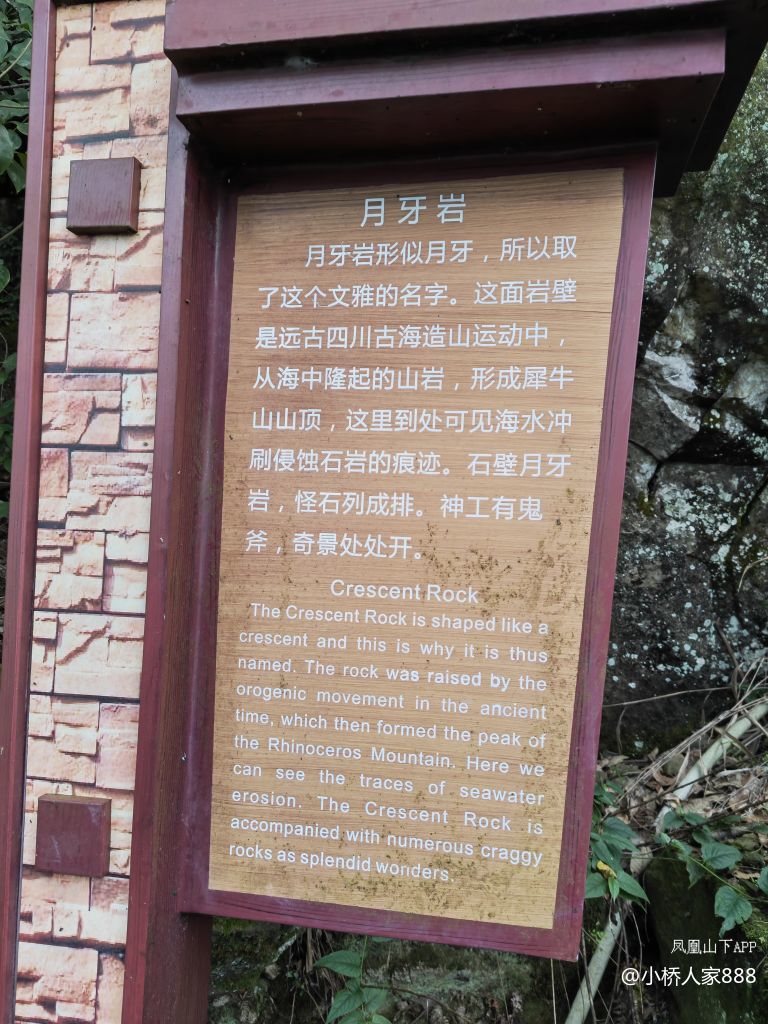 月牙岩
月牙岩形似月牙，所以取
了这个文雅的名字。这面岩壁
是远古四川古海造山运动中，
从海中隆起的山岩，形成犀牛
山山顶，这里到处可见海水冲
刷侵蚀石岩的痕迹。石壁月牙
岩，怪石列成排。神工有鬼
斧，奇景处处开。
Crescent Rock
The Crescent Rock is shaped like a
crescent and this is why it is thus
named. The rock was raised by the
orogenic movement in the ancient
time, which then formed the peak of
the Rhinoceros Mountain. Here we
can see the traces of seawater
erosion. The Crescent Rock is
accompanied with numerous craggy
rocks as splendid wonders.
凤凰山下APP
@小桥人家888